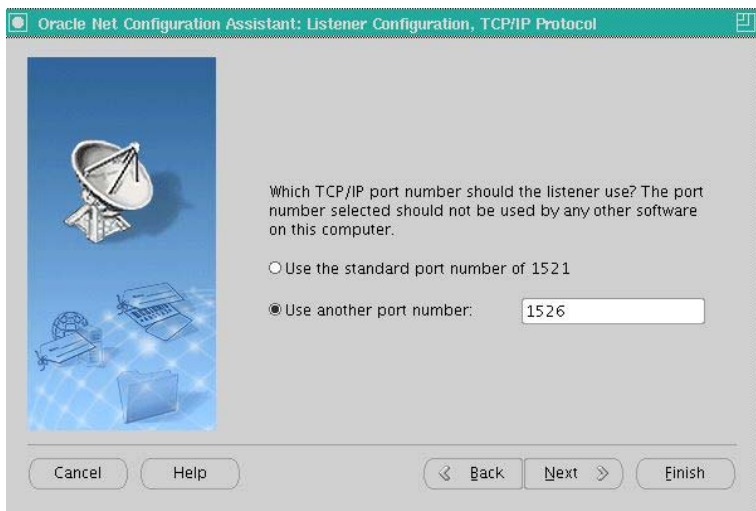 Oracle Net Configuration Assistant: Listener Configuration, TCP/IP Protocol
Which TCP/IP port number should the listener use? The port
number selected should not be used by any other software
on this computer.
Use the standard port number of 1521
Use another port number:
1526
Cancel
Help
Back
Next
Finish